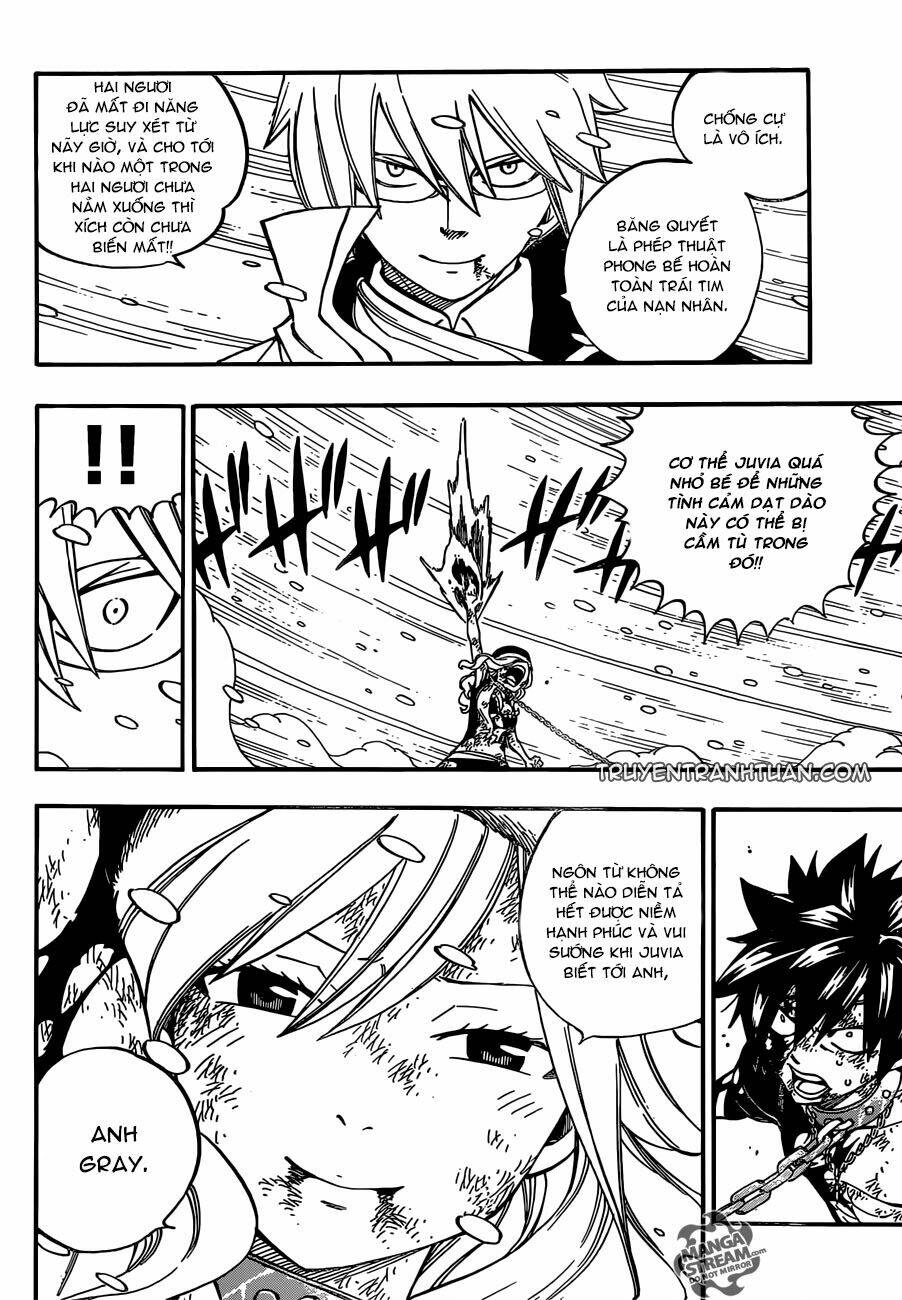 HAI NGƯƠI
ĐÃ MẤT ĐI NĂNG
LỰC SUY XÉT TỪ
NÃY GIỜ, VÀ CHO TỚI
KHI NÀO MỘT TRONG
HAI NGƯƠI CHƯA
NẰM XUỐNG THÌ
XÍCH CÒN CHƯA
BIẾN MẤT!!
CHỐNG CỰ
LÀ VÔ ÍCH.
BĂNG QUYẾT
LÀ PHÉP THUẬT
PHONG BẾ HOÀN
TOÀN TRÁI TIM
CỦA NẠN NHÂN.
!!
CƠ THỂ JUVIA QUÁ
NHỎ BÉ ĐỂ NHỮNG
TÌNH CẢM DẠT DÀO
NÀY CÓ THỂ BỊ
CẦM TÙ TRONG
ĐÓ!!
TRUYENTRANHTUAN.COM
NGÔN TỪ KHÔNG
THỂ NÀO DIỄN TẢ
HẾT ĐƯỢC NIỀM
HẠNH PHÚC VÀ VUI
SƯỚNG KHI JUVIA
BIẾT TỚI ANH,
ANH
GRAY.
MANGA
STREAM.com
DO NOT MIRROR